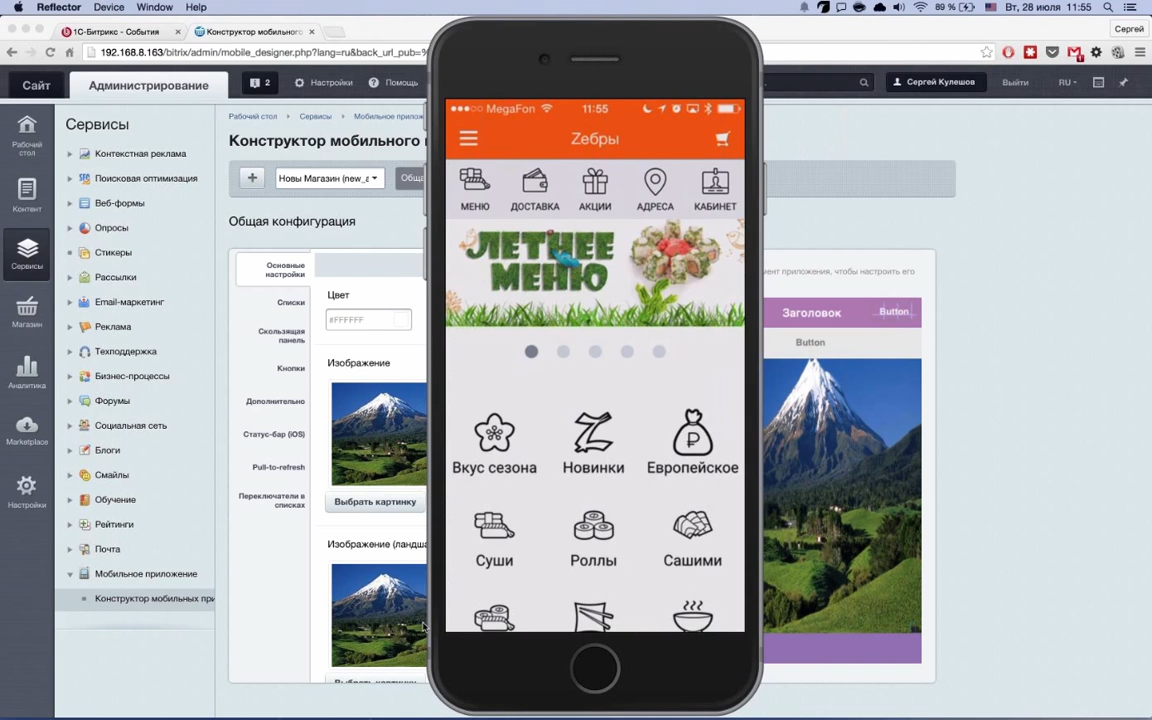 Reflector Device Window Help
89 % Вт, 28 июля 11:55
1С-Битрикс - События
Конструктор мобильного
Сергей
192.168.8.163/bitrix/admin/mobile_designer.php?lang=ru&back_url_pub=%
Сайт
Администрирование
2
Настройки
Помощь
Сергей Кулешов
Выйти
RU
Рабочий стол
Контент
Сервисы
Магазин
Аналитика
Marketplace
Настройки
Сервисы
Контекстная реклама
Поисковая оптимизация
Веб-формы
Опросы
Стикеры
Рассылки
Email-маркетинг
Реклама
Техподдержка
Бизнес-процессы
Форумы
Социальная сеть
Блоги
Смайлы
Обучение
Рейтинги
Почта
Мобильное приложение
Конструктор мобильных при
Рабочий стол
Сервисы
Мобильное прилож
Конструктор мобильного
Новы Магазин (new_a
Обща
Общая конфигурация
Основные настройки
Списки
Скользящая панель
Кнопки
Дополнительно
Статус-бар (iOS)
Pull-to-refresh
Переключатели в списках
Цвет
#FFFFFF
Изображение
Выбрать картинку
Изображение (ландша
Выбрать картинку
MegaFon 11:55
Zебры
МЕНЮ ДОСТАВКА АКЦИИ АДРЕСА КАБИНЕТ
ЛЕТНЕЕ
МЕНЮ
Вкус сезона Новинки Европейское
Суши Роллы Сашими
мент приложения, чтобы настроить его
Заголовок Button
Button